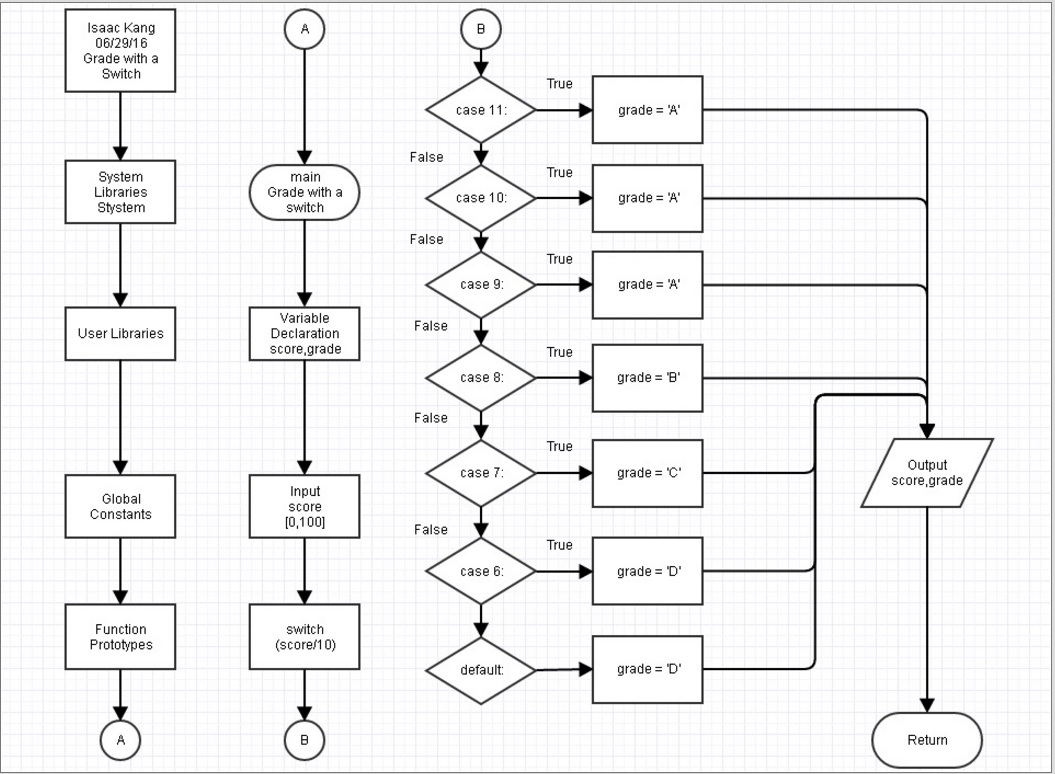 Isaac Kang
06/29/16
Grade with a
Switch
System
Libraries
Stystem
User Libraries
Global
Constants
Function
Prototypes
A
A
main
Grade with a
switch
Variable
Declaration
score,grade
Input
score
[0,100]
switch
(score/10)
B
B
case 11:
True
grade = 'A'
False
case 10:
True
grade = 'A'
False
case 9:
True
grade = 'A'
False
case 8:
True
grade = 'B'
False
case 7:
True
grade = 'C'
False
case 6:
True
grade = 'D'
default:
grade = 'D'
Output
score,grade
Return